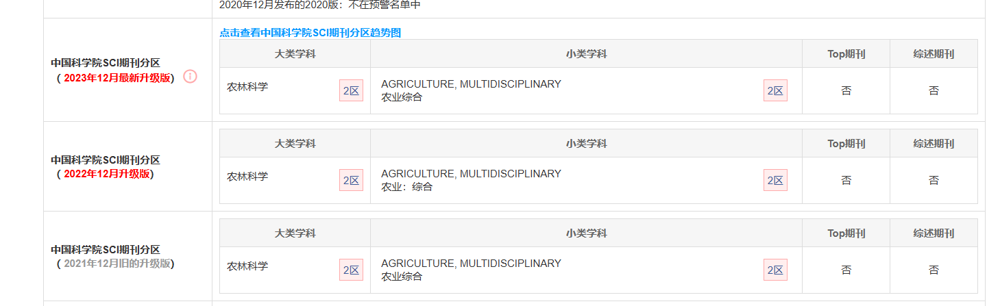 2020年12月发布的2020版：不在预警名单中
点击查看中国科学院SCI期刊分区趋势图
中国科学院SCI期刊分区
（2023年12月最新升级版）
大类学科 小类学科 Top期刊 综述期刊
农林科学 2区 AGRICULTURE, MULTIDISCIPLINARY
农业综合 2区 否 否
中国科学院SCI期刊分区
（2022年12月升级版）
大类学科 小类学科 Top期刊 综述期刊
农林科学 2区 AGRICULTURE, MULTIDISCIPLINARY
农业：综合 2区 否 否
中国科学院SCI期刊分区
（2021年12月旧的升级版）
大类学科 小类学科 Top期刊 综述期刊
农林科学 2区 AGRICULTURE, MULTIDISCIPLINARY
农业综合 2区 否 否